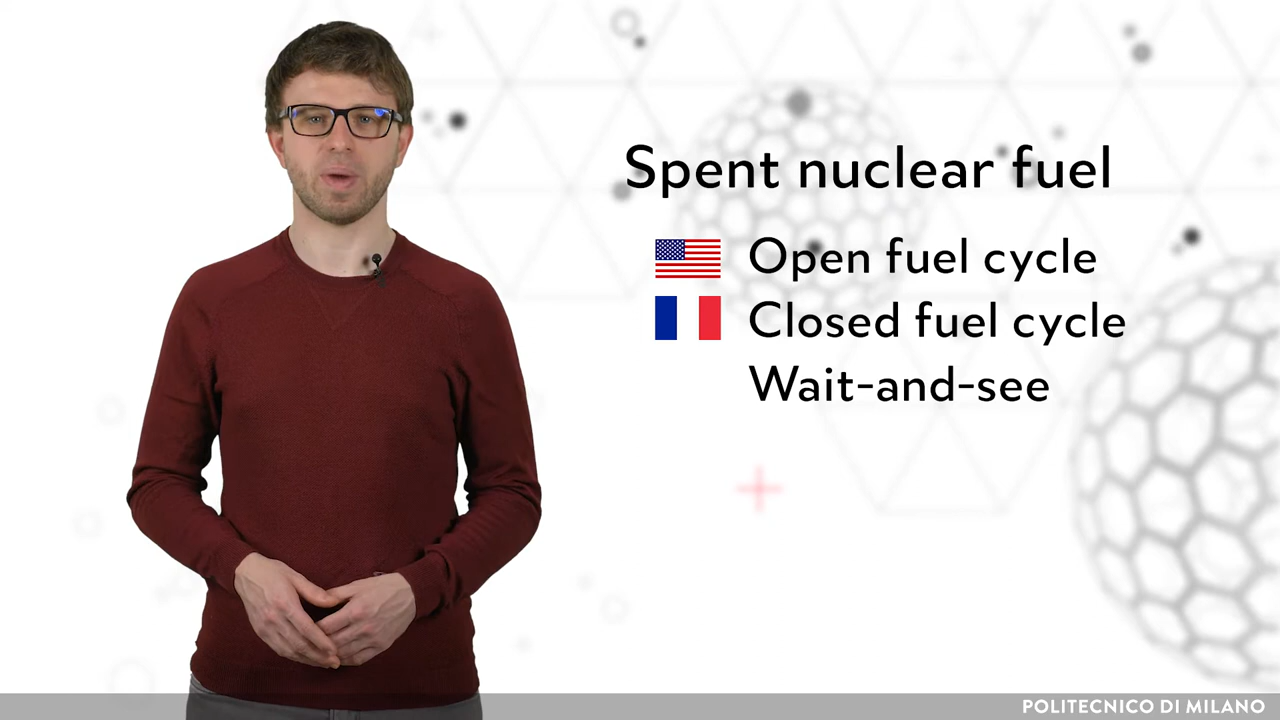 Spent nuclear fuel
Open fuel cycle
Closed fuel cycle
Wait-and-see
POLITECNICO DI MILANO